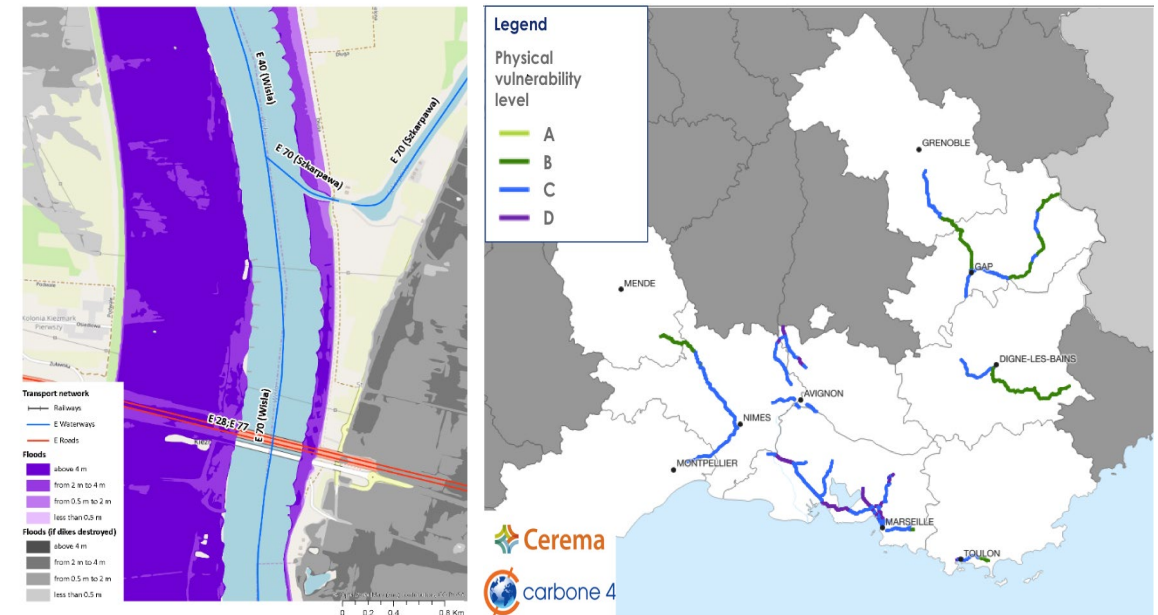 E 40 (Wisla)
E 70 (Szkarpawa)
E 70 (Szkarpawa)
Kolonia Kiezmark
Pierwszy
E 28, E 77
E 70 (Wisla)
Transport network
Railways
E Waterways
E Roads
Floods
above 4 m
from 2 m to 4 m
from 0.5 m to 2 m
less than 0.5 m
Floods (if dikes destroyed)
above 4 m
from 2 m to 4 m
from 0.5 m to 2 m
less than 0.5 m
0 0.2 0.4 0.8 Km
Legend
Physical
vulnerability
level
A
B
C
D
GRENOBLE
GAP
MENDE
DIGNE-LES-BAINS
AVIGNON
NIMES
MONTPELLIER
MARSEILLE
TOULON
Cerema
carbone 4